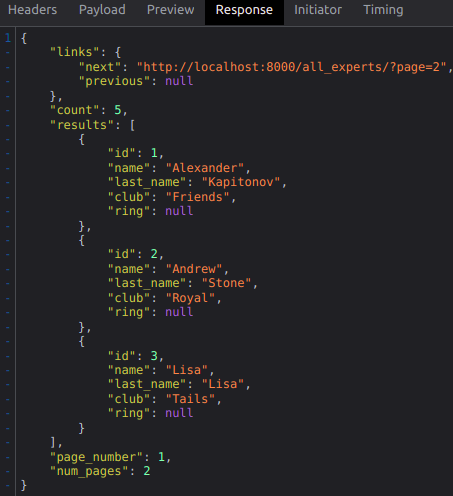 Headers Payload Preview Response Initiator Timing
1 {
- "links": {
- "next": "http://localhost:8000/all_experts/?page=2",
- "previous": null
- },
- "count": 5,
- "results": [
- {
- "id": 1,
- "name": "Alexander",
- "last_name": "Kapitonov",
- "club": "Friends",
- "ring": null
- },
- {
- "id": 2,
- "name": "Andrew",
- "last_name": "Stone",
- "club": "Royal",
- "ring": null
- },
- {
- "id": 3,
- "name": "Lisa",
- "last_name": "Lisa",
- "club": "Tails",
- "ring": null
- }
- ],
- "page_number": 1,
- "num_pages": 2
- }